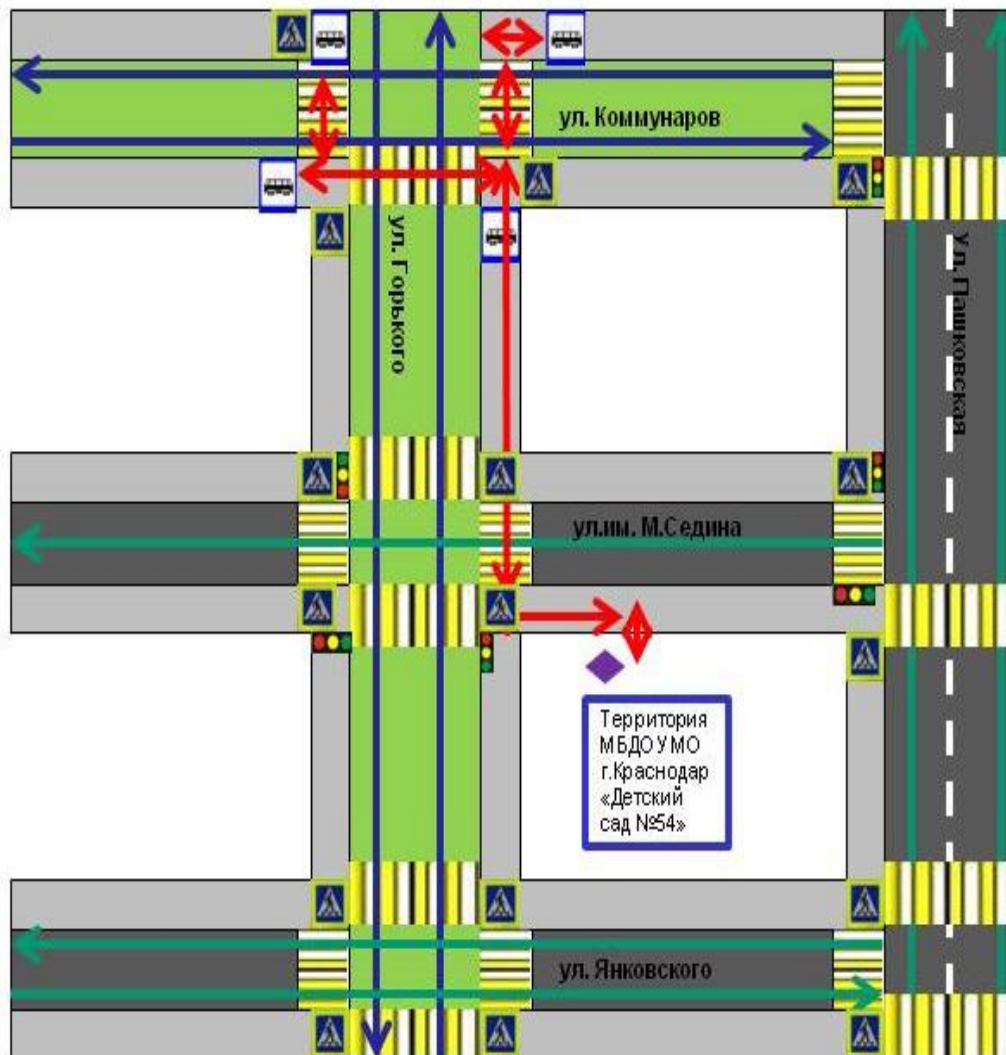 ул. Коммунаров
ул. Горького
ул. Пашковская
ул.им. М.Седина
Территория
МБДОУ МО
г.Краснодар
«Детский
сад №54»
ул. Янковского